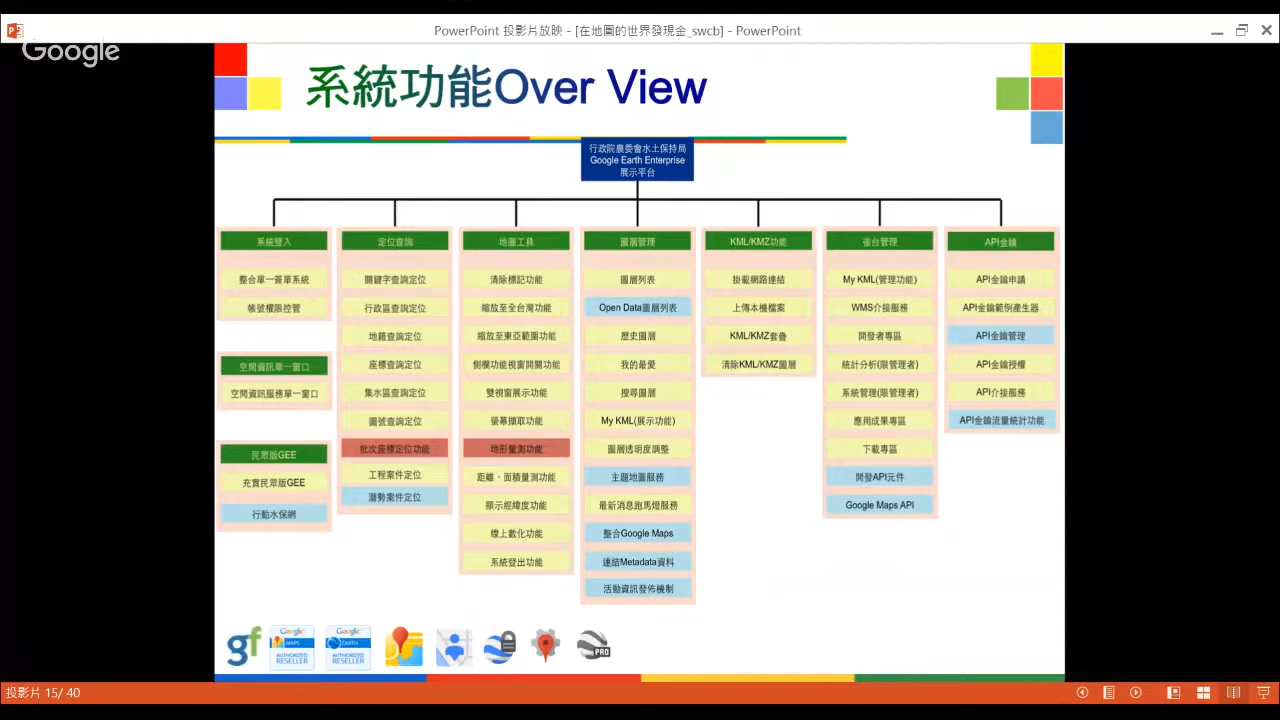 PowerPoint 投影片放映 - [在地圖的世界發現金_swcb] - PowerPoint
Google
系統功能Over View
行政院農委會水土保持局
Google Earth Enterprise
展示平台
系統登入
整合單一簽單系統
帳號權限控管
空間資訊單一窗口
空間資訊服務單一窗口
民眾版GEE
充實民眾版GEE
行動水保網
定位查詢
關鍵字查詢定位
行政區查詢定位
地籍查詢定位
座標查詢定位
集水區查詢定位
圖號查詢定位
批次座標定位功能
工程案件定位
潛勢案件定位
地圖工具
清除標記功能
縮放至全台灣功能
縮放至東亞範圍功能
側欄功能視窗開關功能
雙視窗展示功能
螢幕擷取功能
地形量測功能
距離、面積量測功能
顯示經緯度功能
線上數化功能
系統登出功能
圖層管理
圖層列表
Open Data圖層列表
歷史圖層
我的最愛
搜尋圖層
My KML(展示功能)
圖層透明度調整
主題地圖服務
最新消息跑馬燈服務
整合Google Maps
連結Metadata資料
活動資訊發佈機制
KML/KMZ功能
掛載網路連結
上傳本機檔案
KML/KMZ套疊
清除KML/KMZ圖層
後台管理
My KML(管理功能)
WMS介接服務
開發者專區
統計分析(限管理者)
系統管理(限管理者)
應用成果專區
下載專區
開發API元件
Google Maps API
API金鑰
API金鑰申請
API金鑰範例產生器
API金鑰管理
API金鑰授權
API介接服務
API金鑰流量統計功能
gf
Google
MAPS
AUTHORIZED
RESELLER
Google
EARTH
AUTHORIZED
RESELLER
PRO
投影片 15/ 40